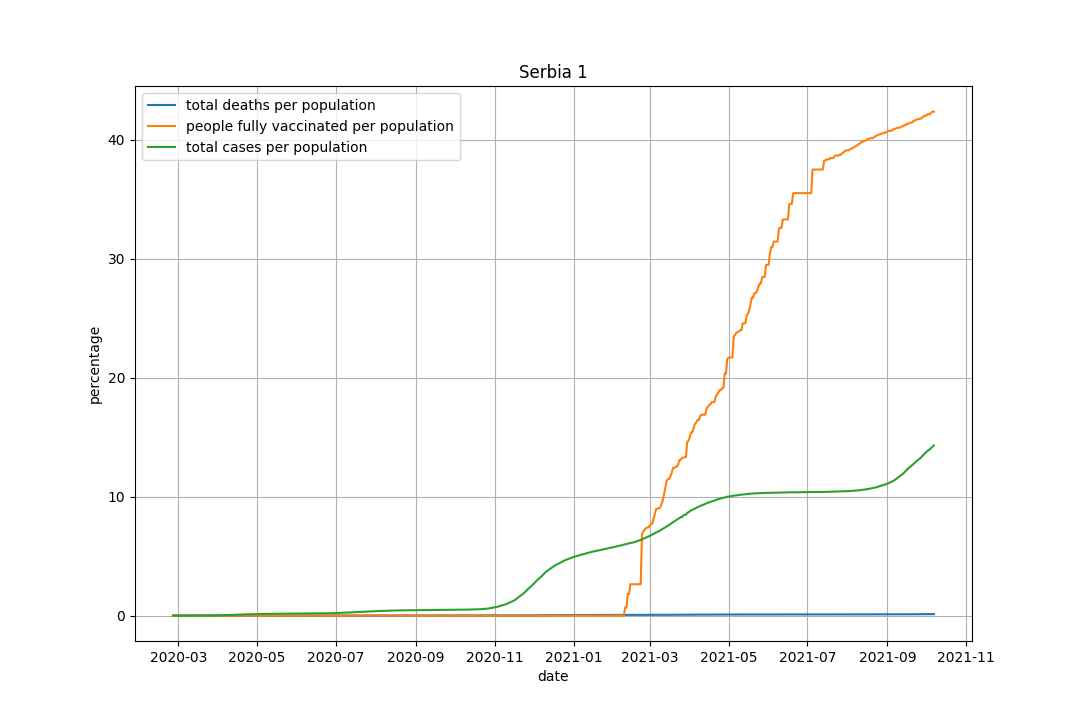 Serbia 1
total deaths per population
people fully vaccinated per population
total cases per population
percentage
40
30
20
10
0
2020-03 2020-05 2020-07 2020-09 2020-11 2021-01 2021-03 2021-05 2021-07 2021-09 2021-11
date